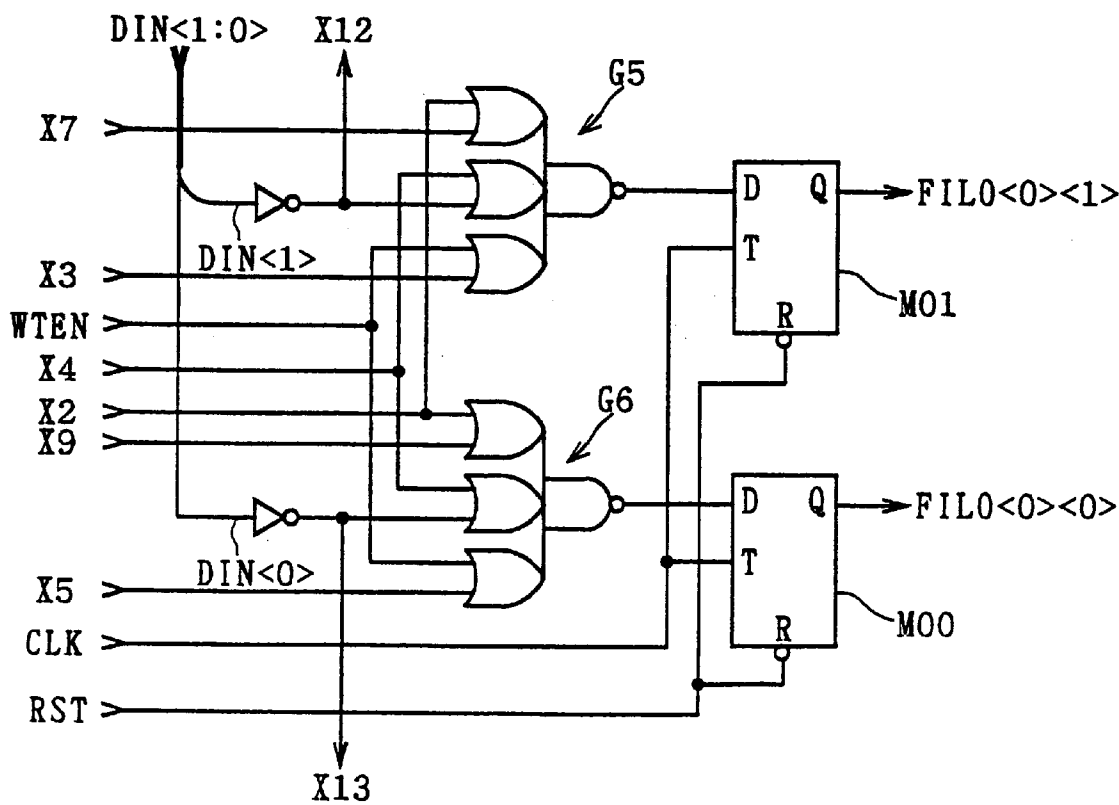 DIN<1:0>
X12
G5
X7
D Q
FIL0<0><1>
DIN<1>
T
X3
R
M01
WTEN
X4
X2
G6
X9
D Q
FIL0<0><0>
T
DIN<0>
X5
R
M00
CLK
RST
X13